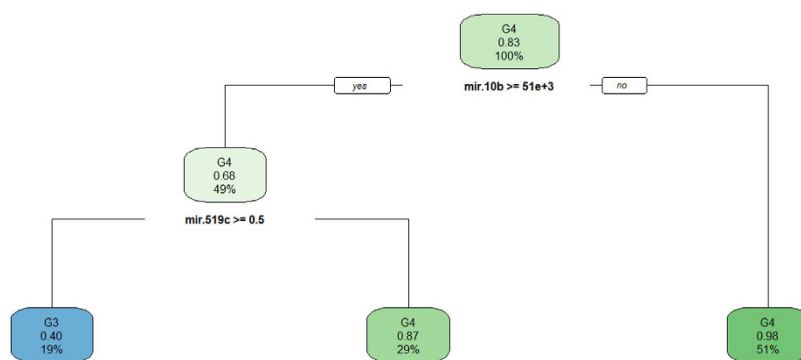 G4
0.83
100%
yes
mir.10b >= 51e+3
no
G4
0.68
49%
mir.519c >= 0.5
G3
0.40
19%
G4
0.87
29%
G4
0.98
51%